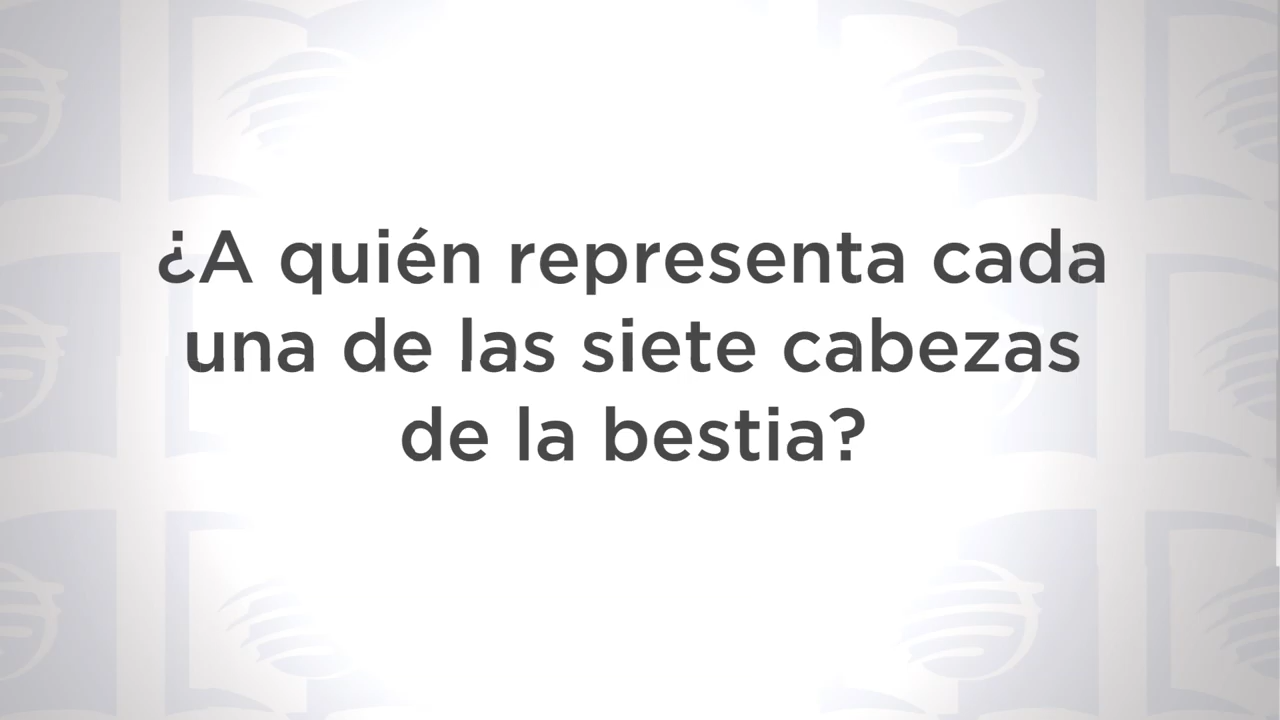 ¿A quién representa cada
una de las siete cabezas
de la bestia?